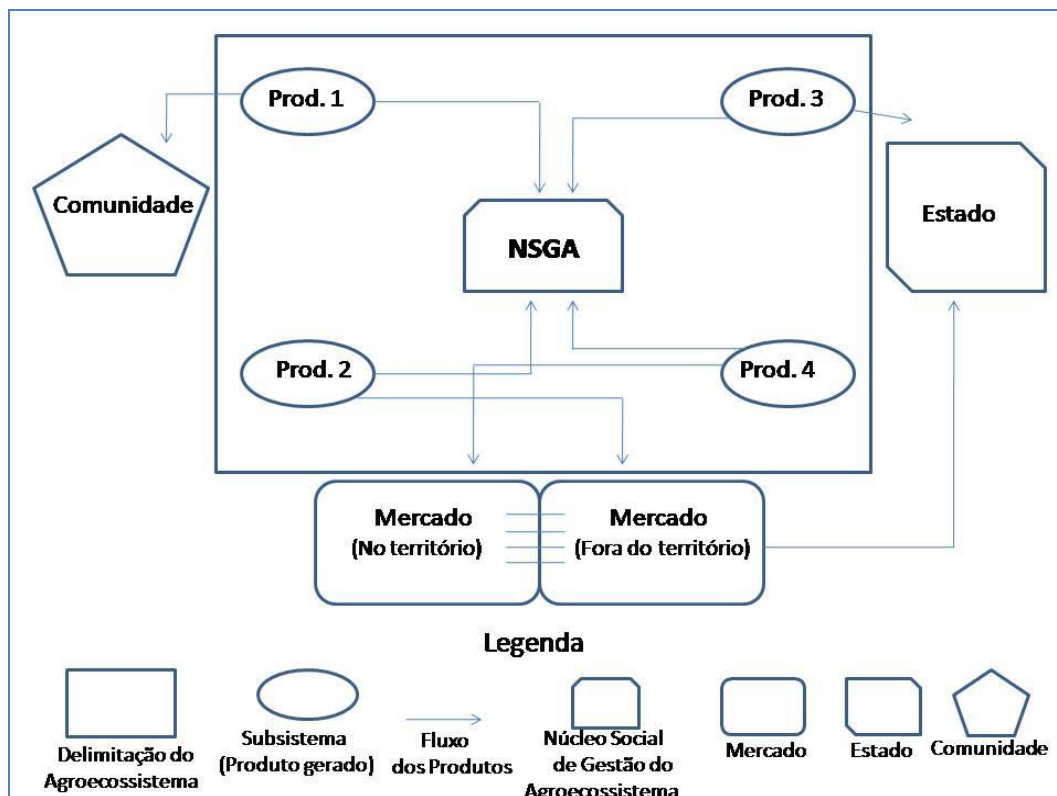 Prod. 1
Prod. 3
Comunidade
Estado
NSGA
Prod. 2
Prod. 4
Mercado
(No território)
Mercado
(Fora do território)
Legenda
Delimitação do
Agroecossistema
Subsistema
(Produto gerado)
Fluxo
dos Produtos
Núcleo Social
de Gestão do
Agroecossistema
Mercado
Estado
Comunidade